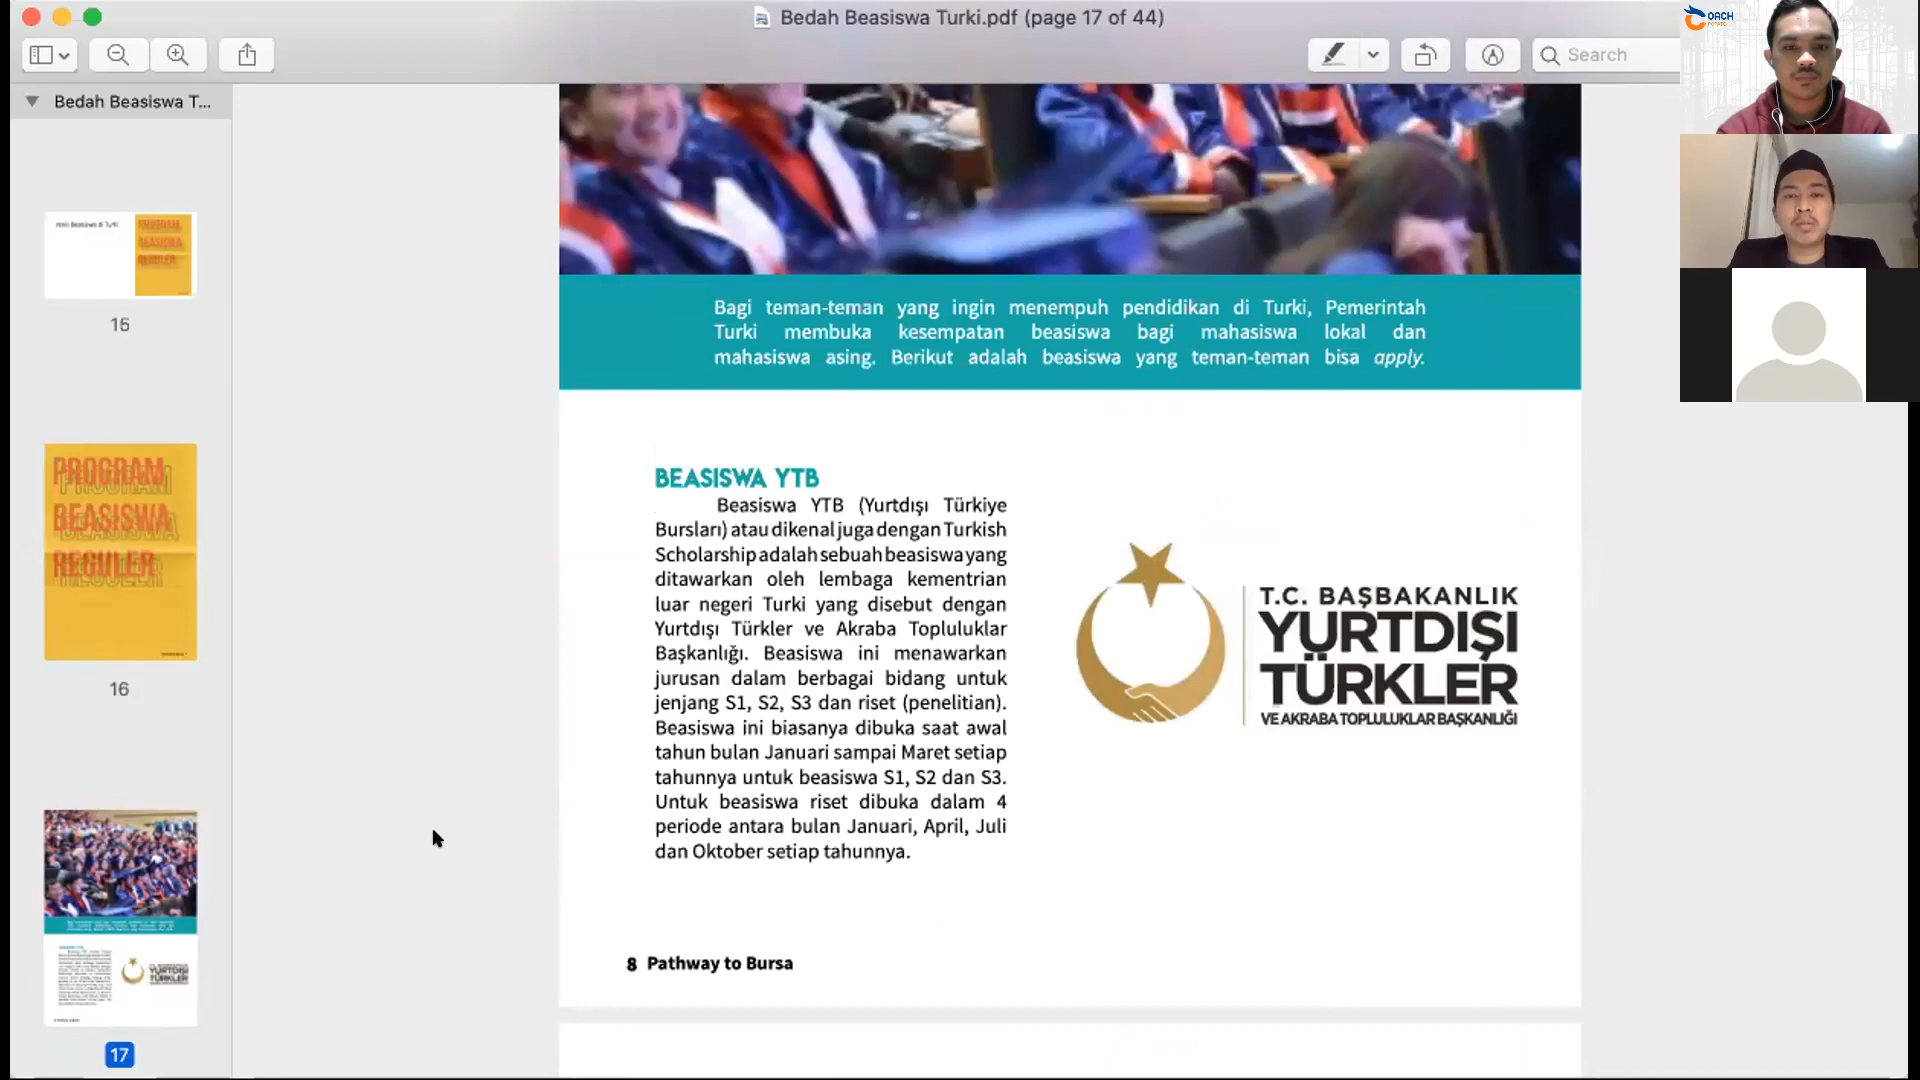 Bedah Beasiswa Turki.pdf (page 17 of 44)
Search
OACH
Bedah Beasiswa T...
PROGRAM
BEASISWA
REGULER
15
PROGRAM
BEASISWA
REGULER
16
17
Bagi teman-teman yang ingin menempuh pendidikan di Turki, Pemerintah
Turki membuka kesempatan beasiswa bagi mahasiswa lokal dan
mahasiswa asing. Berikut adalah beasiswa yang teman-teman bisa apply.
BEASISWA YTB
Beasiswa YTB (Yurtdışı Türkiye
Bursları) atau dikenal juga dengan Turkish
Scholarship adalah sebuah beasiswa yang
ditawarkan oleh lembaga kementrian
luar negeri Turki yang disebut dengan
Yurtdışı Türkler ve Akraba Topluluklar
Başkanlığı. Beasiswa ini menawarkan
jurusan dalam berbagai bidang untuk
jenjang S1, S2, S3 dan riset (penelitian).
Beasiswa ini biasanya dibuka saat awal
tahun bulan Januari sampai Maret setiap
tahunnya untuk beasiswa S1, S2 dan S3.
Untuk beasiswa riset dibuka dalam 4
periode antara bulan Januari, April, Juli
dan Oktober setiap tahunnya.
T.C. BAŞBAKANLIK
YURTDIŞI
TÜRKLER
VE AKRABA TOPLULUKLAR BAŞKANLIĞI
8 Pathway to Bursa